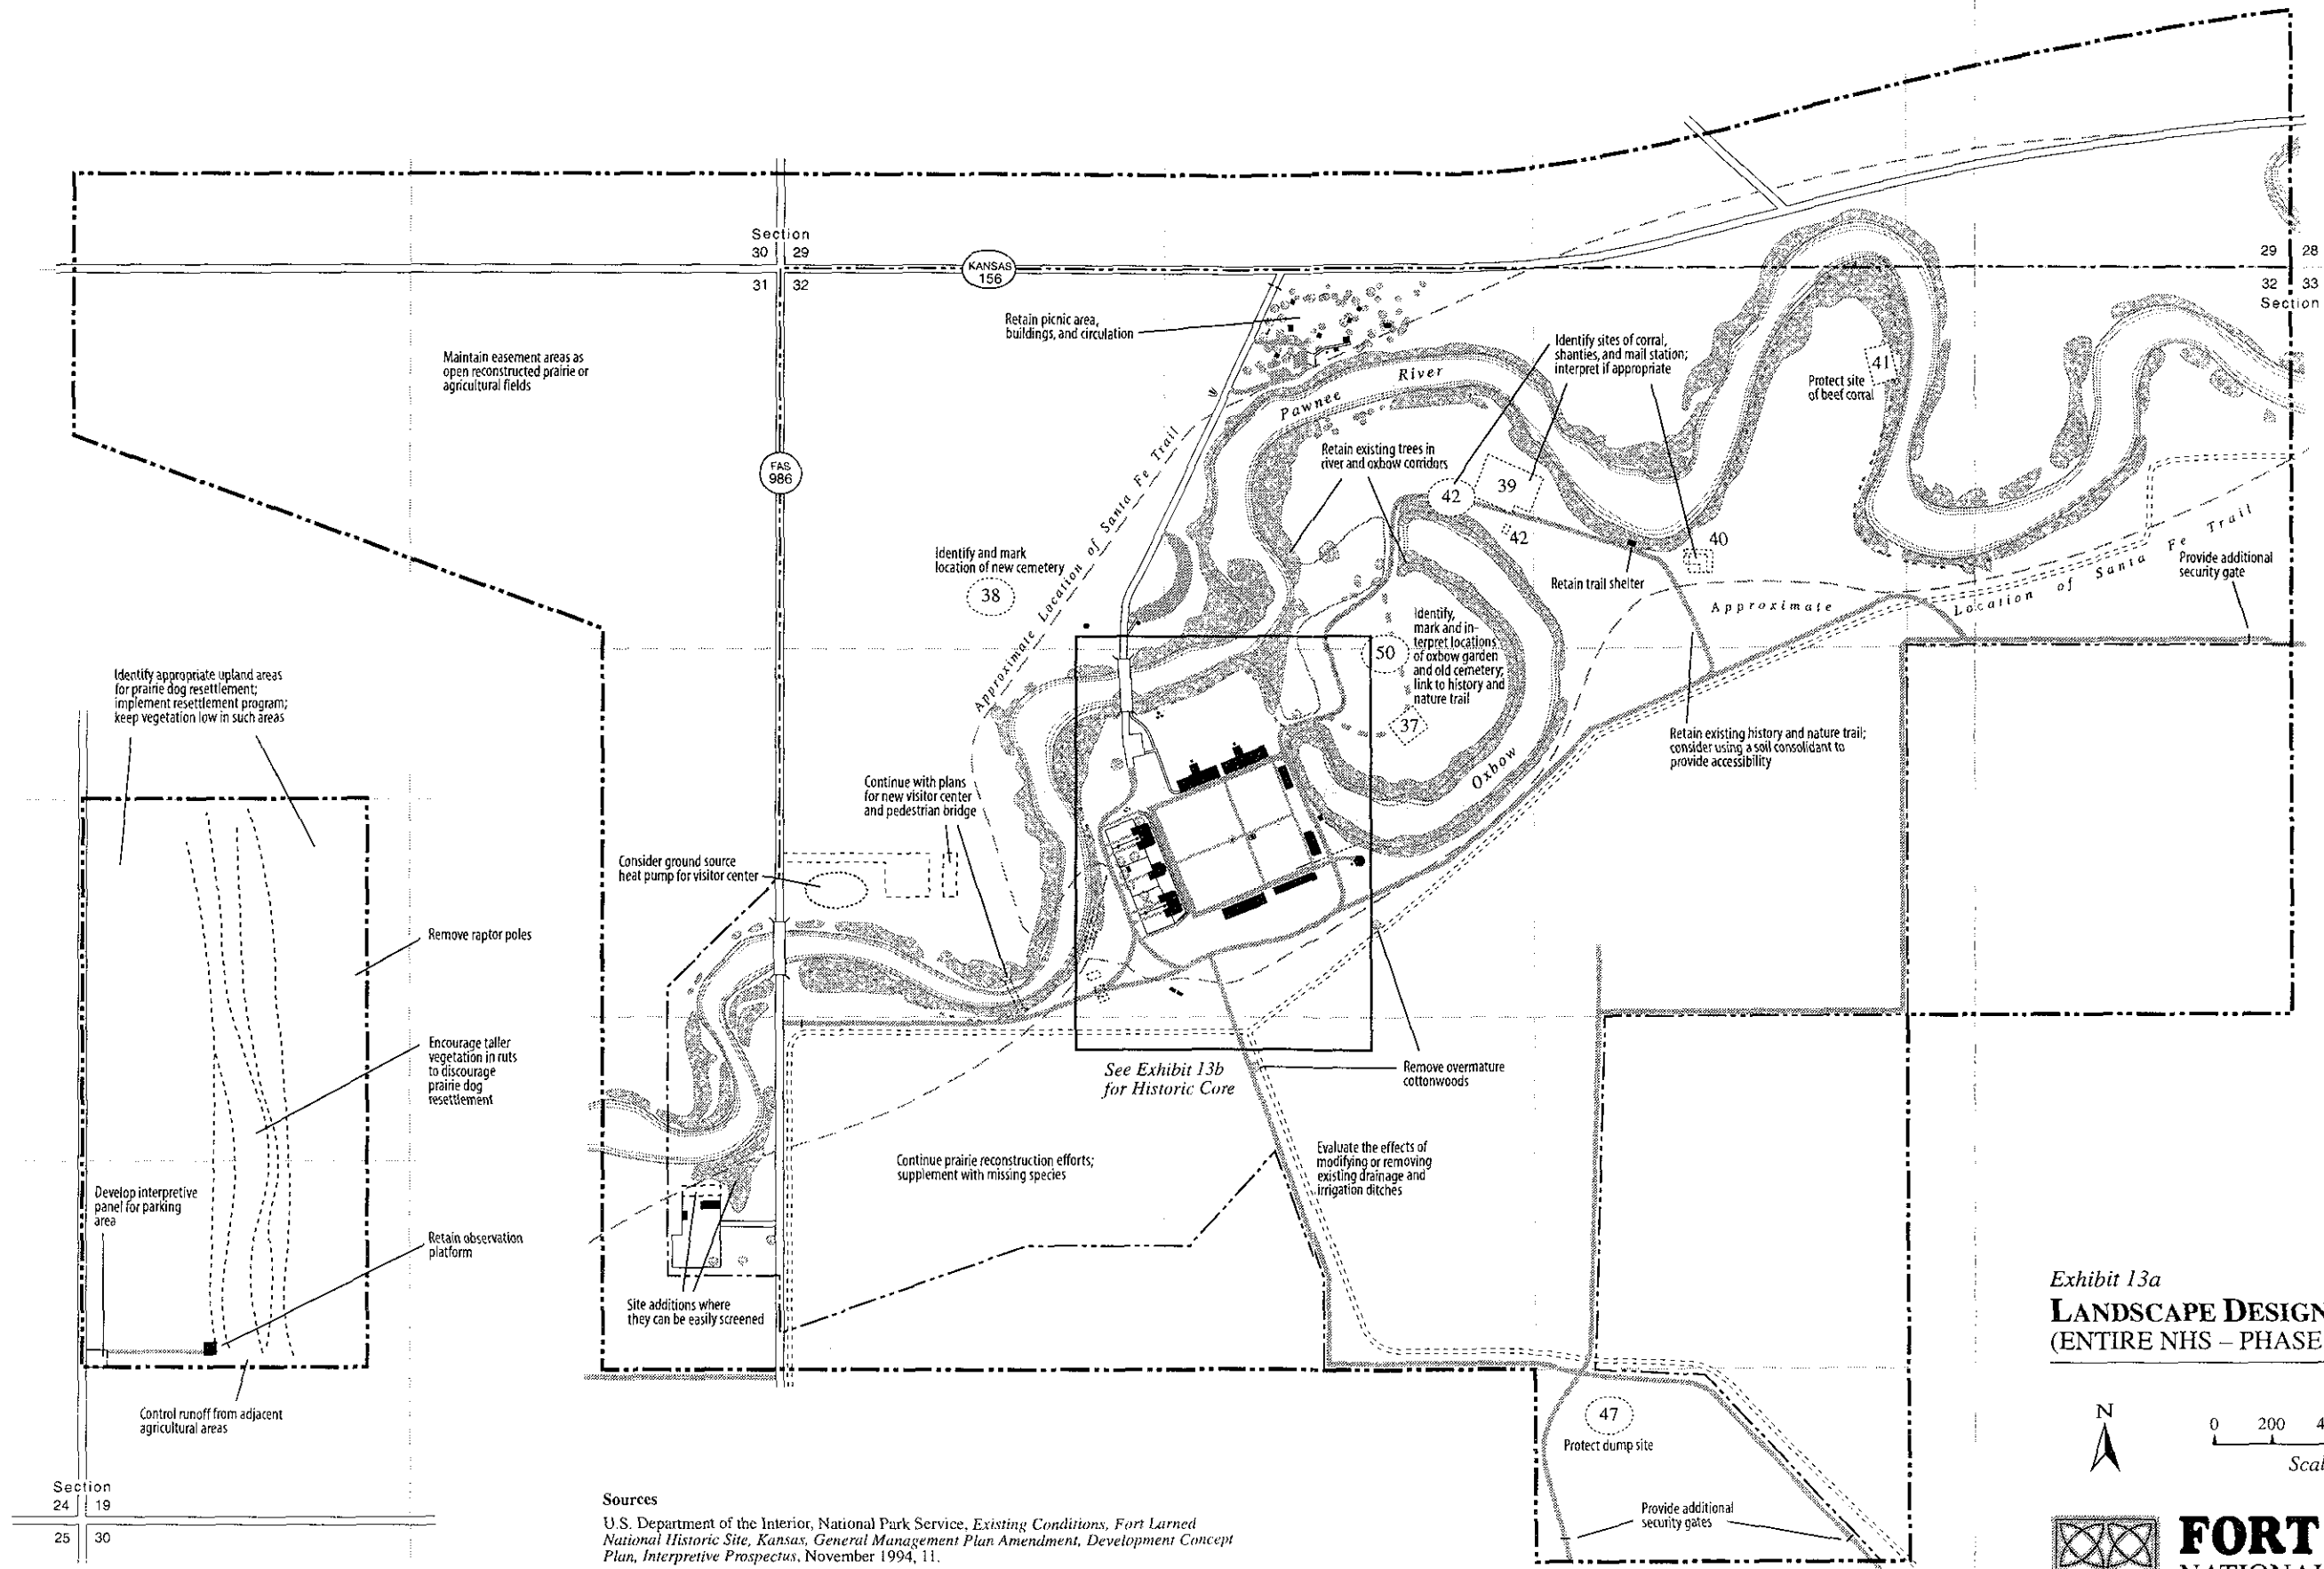 Section
30 29
31 32
KANSAS
156
29 28
32 33
Section
Retain picnic area,
buildings, and circulation
Maintain easement areas as
open reconstructed prairie or
agricultural fields
Identify sites of corral,
shanties, and mail station;
interpret if appropriate
41
Protect site
of beef corral
Pawnee River
Retain existing trees in
river and oxbow corridors
FAS
986
42
39
42
40
Approximate Location of Santa Fe Trail
Identify and mark
location of new cemetery
38
Retain trail shelter
Approximate Location of Santa Fe Trail
Provide additional
security gate
Identify,
mark and in-
terpret locations
of oxbow garden
and old cemetery;
link to history and
nature trail
50
37
Identify appropriate upland areas
for prairie dog resettlement;
implement resettlement program;
keep vegetation low in such areas
Retain existing history and nature trail;
consider using a soil consolidant to
provide accessibility
Oxbow
Continue with plans
for new visitor center
and pedestrian bridge
Consider ground source
heat pump for visitor center
Remove raptor poles
Encourage taller
vegetation in ruts
to discourage
prairie dog
resettlement
See Exhibit 13b
for Historic Core
Remove overmature
cottonwoods
Continue prairie reconstruction efforts;
supplement with missing species
Evaluate the effects of
modifying or removing
existing drainage and
irrigation ditches
Develop interpretive
panel for parking
area
Retain observation
platform
Site additions where
they can be easily screened
Control runoff from adjacent
agricultural areas
47
Protect dump site
Provide additional
security gates
Section
24 19
25 30
Sources
U.S. Department of the Interior, National Park Service, Existing Conditions, Fort Larned
National Historic Site, Kansas, General Management Plan Amendment, Development Concept
Plan, Interpretive Prospectus, November 1994, 11.
Exhibit 13a
LANDSCAPE DESIGN
(ENTIRE NHS – PHASE
N
0 200 4
Scal
FORT
NATIONAL